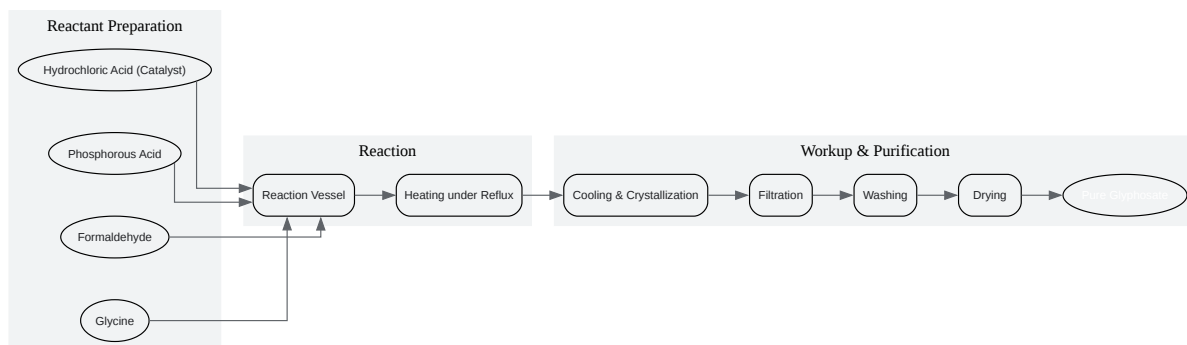 Reactant Preparation
Hydrochloric Acid (Catalyst)
Phosphorous Acid
Formaldehyde
Glycine
Reaction
Reaction Vessel
Heating under Reflux
Workup & Purification
Cooling & Crystallization
Filtration
Washing
Drying
Pure